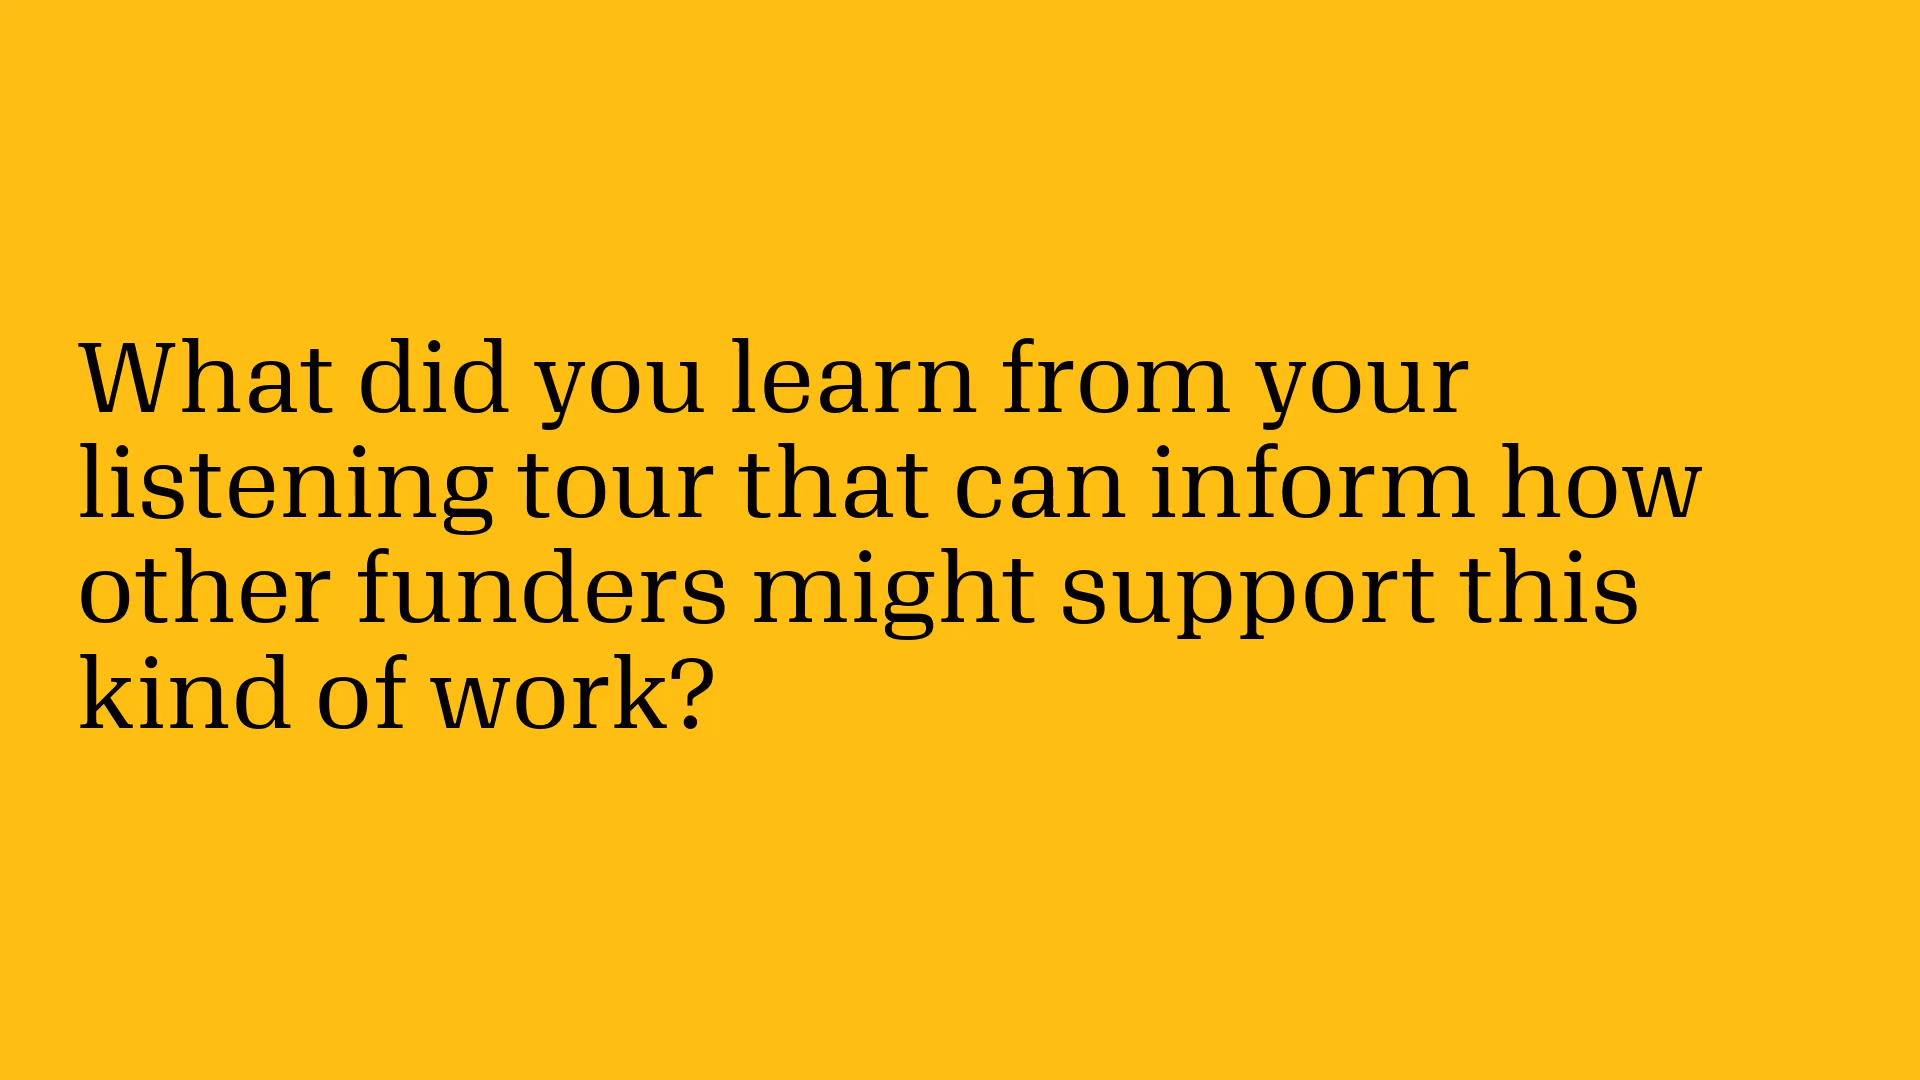 What did you learn from your
listening tour that can inform how
other funders might support this
kind of work?